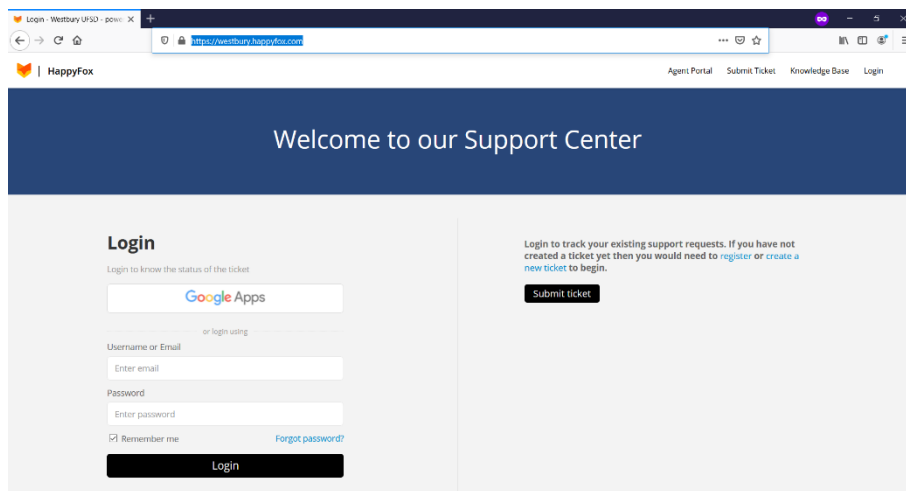 Login - Westbury UFSD - power
https://westbury.happyfox.com
HappyFox
Agent Portal Submit Ticket Knowledge Base Login
Welcome to our Support Center
Login
Login to know the status of the ticket
Google Apps
or login using
Username or Email
Enter email
Password
Enter password
Remember me Forgot password?
Login
Login to track your existing support requests. If you have not
created a ticket yet then you would need to register or create a
new ticket to begin.
Submit ticket